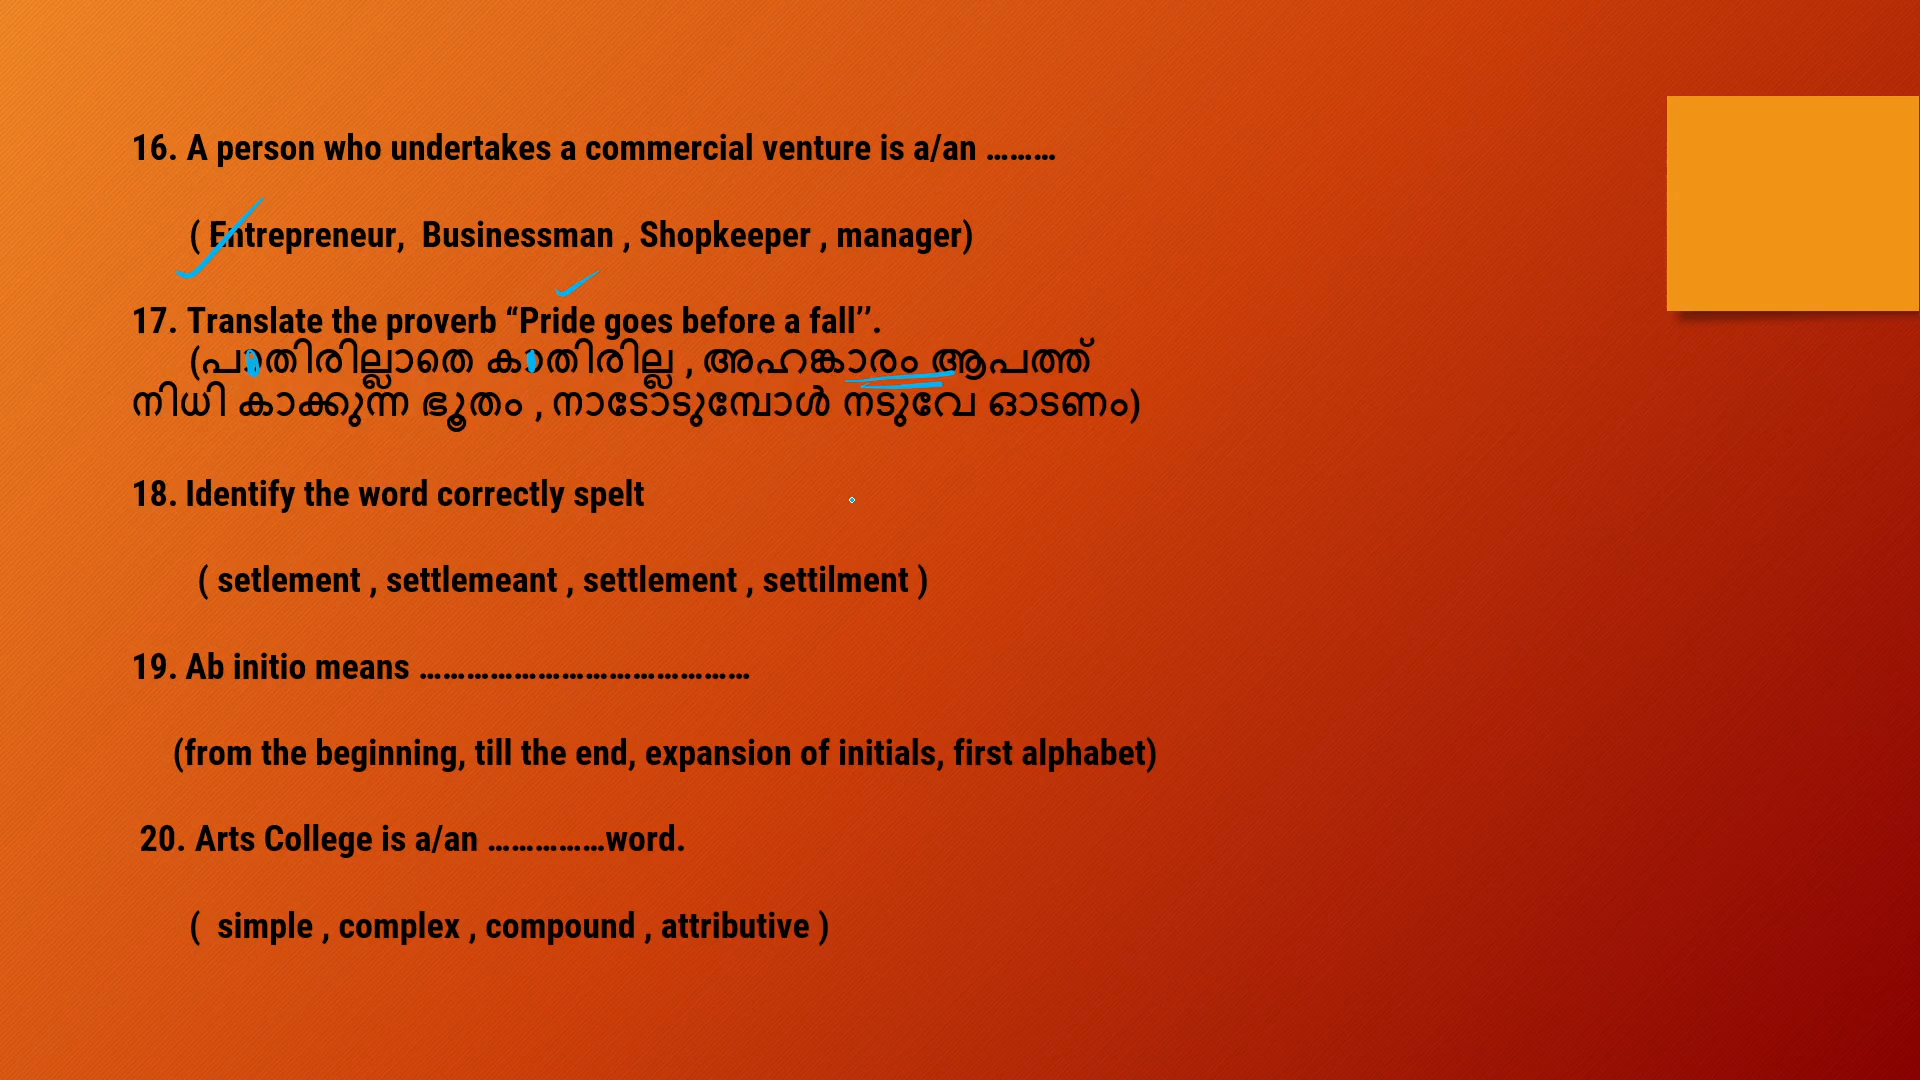 16. A person who undertakes a commercial venture is a/an .........
( Entrepreneur, Businessman , Shopkeeper , manager)
17. Translate the proverb “Pride goes before a fall’’.
(പാതിരില്ലാതെ കാതിരില്ല , അഹങ്കാരം ആപത്ത്
നിധി കാക്കുന്ന ഭൂതം , നാടോടുമ്പോൾ നടുവേ ഓടണം)
18. Identify the word correctly spelt
( setlement , settlemeant , settlement , settilment )
19. Ab initio means ..........................................
(from the beginning, till the end, expansion of initials, first alphabet)
20. Arts College is a/an ...............word.
( simple , complex , compound , attributive )